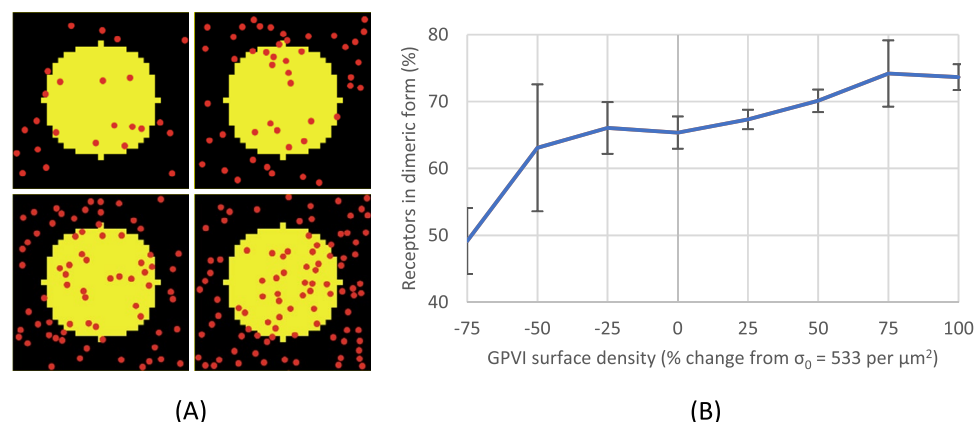 80
70
60
50
40
Receptors in dimeric form (%)
-75 -50 -25 0 25 50 75 100
GPVI surface density (% change from σ₀ = 533 per µm²)
(A)
(B)